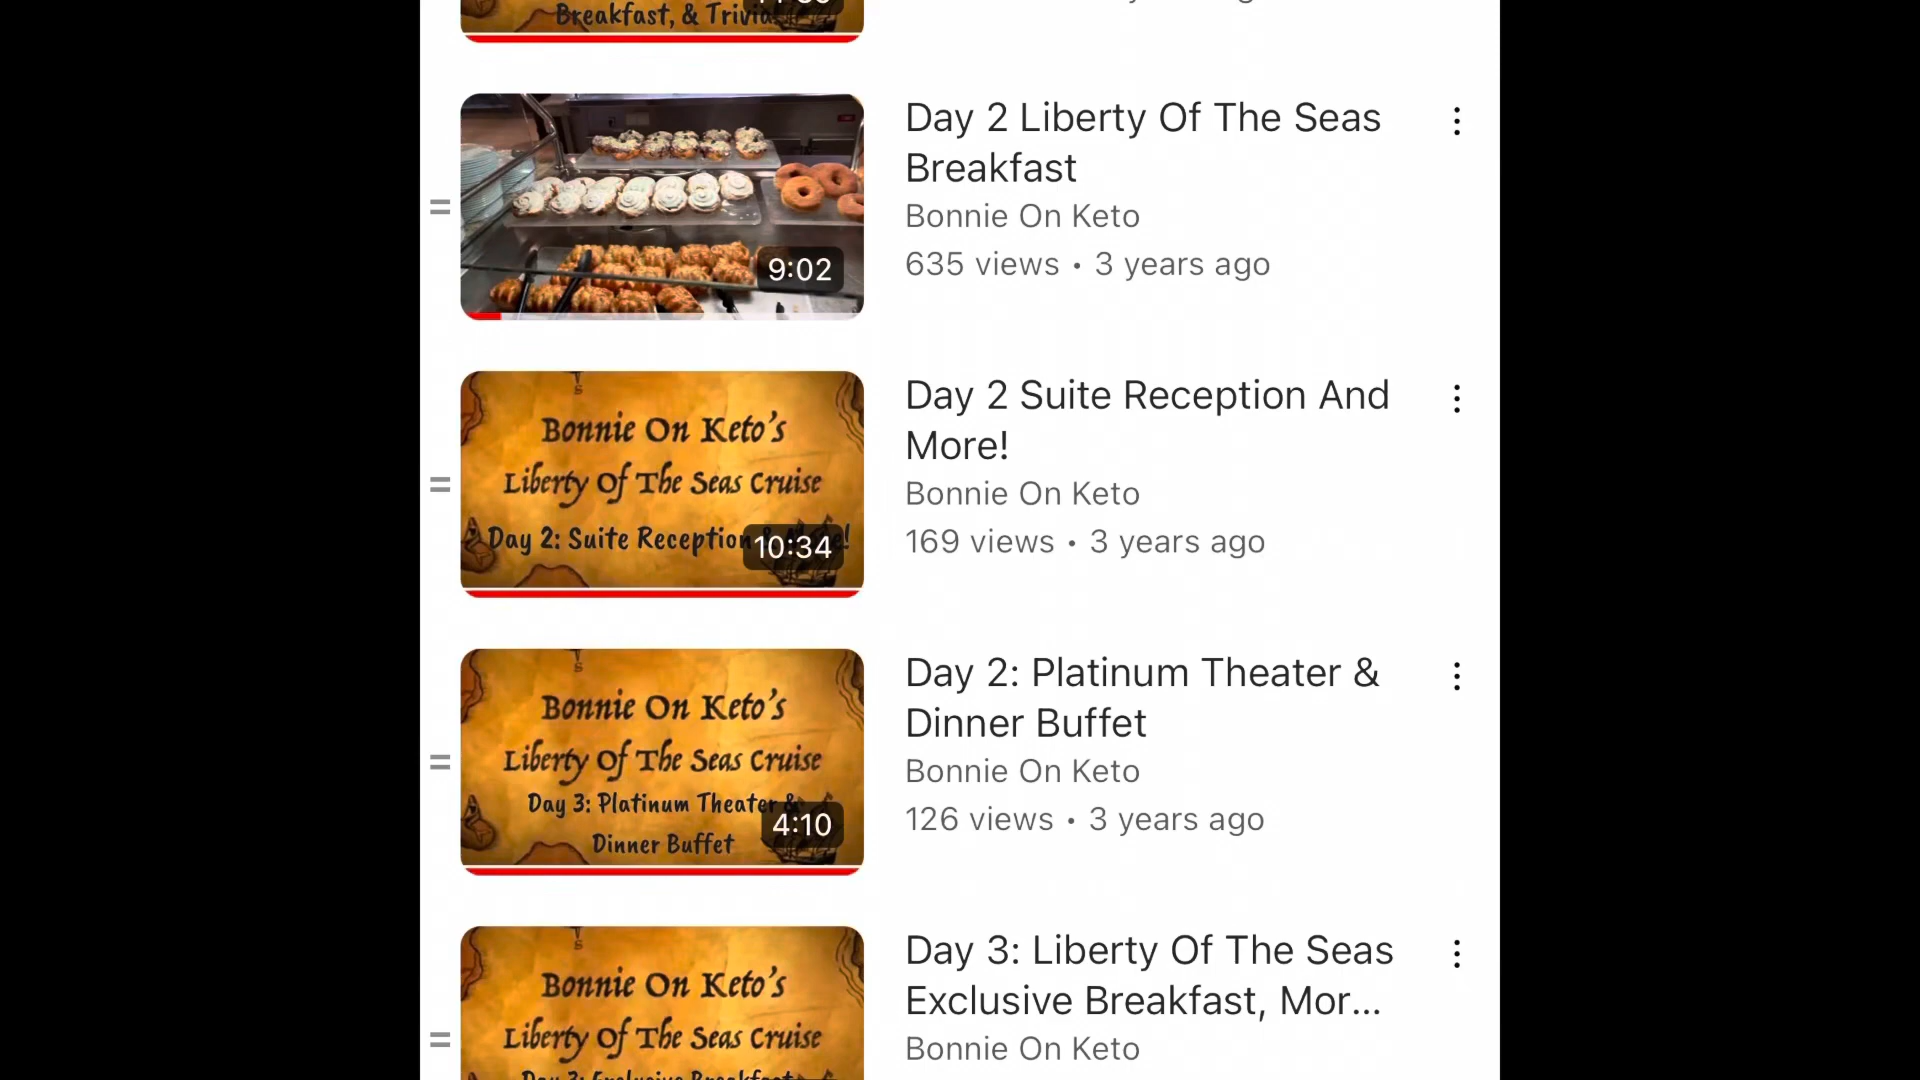 Breakfast, & Trivia
Day 2 Liberty Of The Seas
Breakfast
Bonnie On Keto
635 views • 3 years ago
9:02
Bonnie On Keto's
Liberty Of The Seas Cruise
Day 2: Suite Reception
10:34
Day 2 Suite Reception And
More!
Bonnie On Keto
169 views • 3 years ago
Bonnie On Keto's
Liberty Of The Seas Cruise
Day 3: Platinum Theater &
Dinner Buffet
4:10
Day 2: Platinum Theater &
Dinner Buffet
Bonnie On Keto
126 views • 3 years ago
Bonnie On Keto's
Liberty Of The Seas Cruise
Day 3: Liberty Of The Seas
Exclusive Breakfast, Mor...
Bonnie On Keto